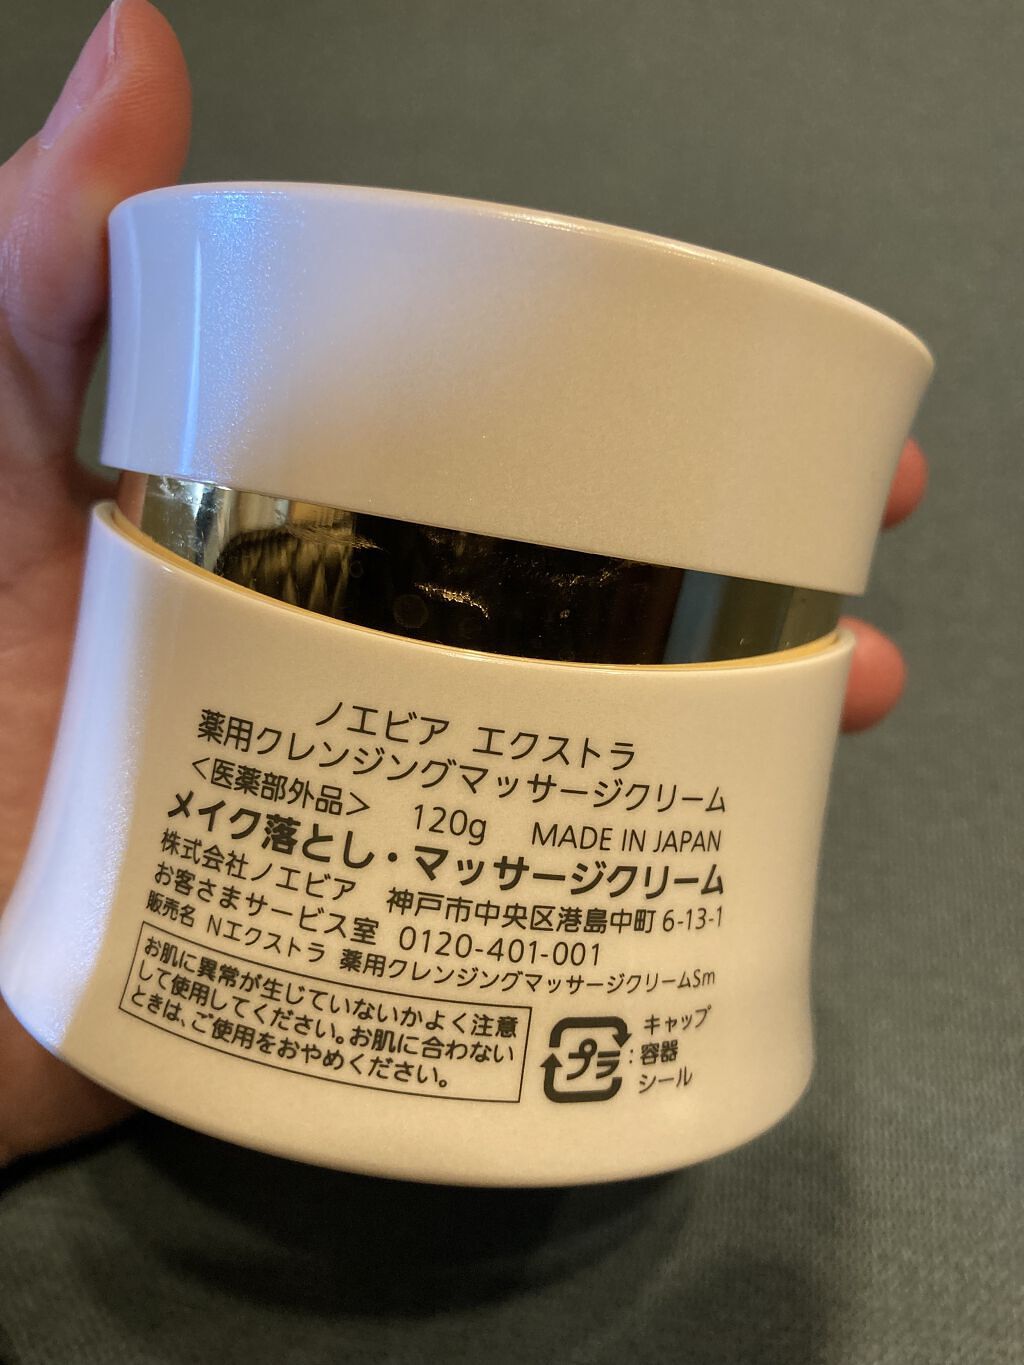 ノエビア エクストラ
薬用クレンジングマッサージクリーム
<医薬部外品> 120g MADE IN JAPAN
メイク落とし・マッサージクリーム
株式会社ノエビア 神戸市中央区港島中町 6-13-1
お客さまサービス室 0120-401-001
販売名 Nエクストラ 薬用クレンジングマッサージクリームSm
お肌に異常が生じていないかよく注意
して使用してください。お肌に合わない
ときは、ご使用をおやめください。
プラ
キャップ
: 容器
シール